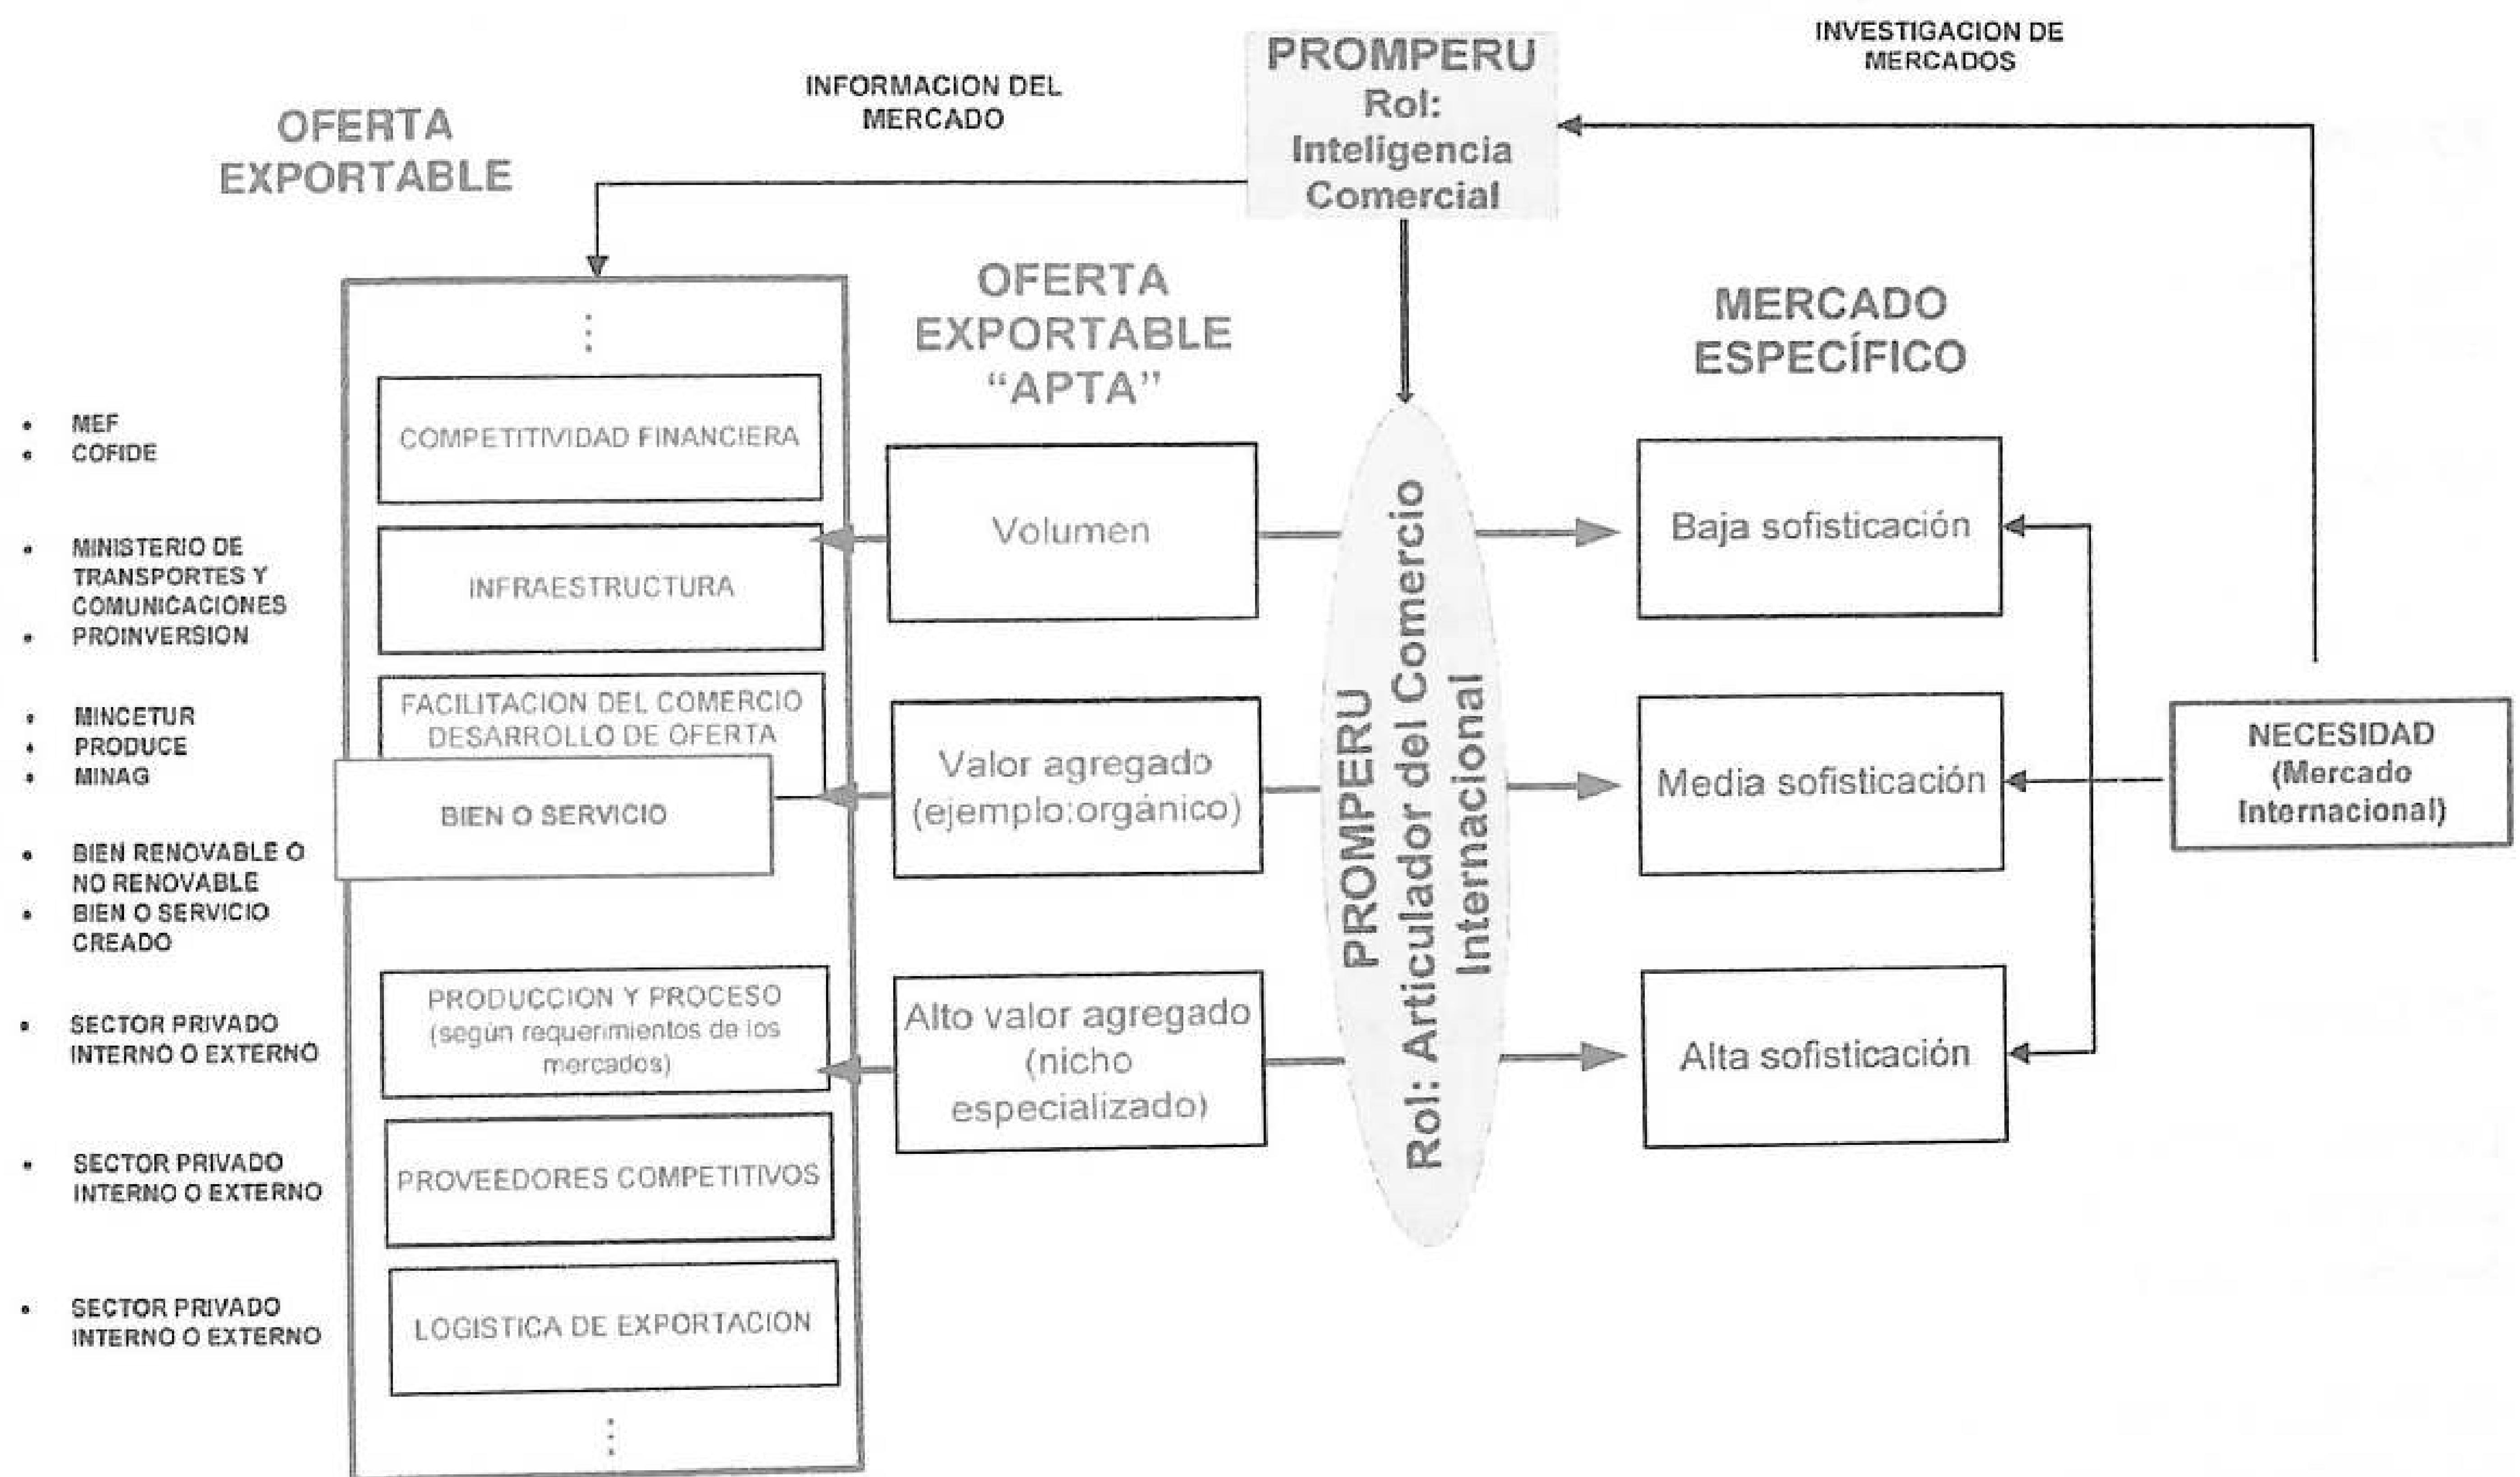 INVESTIGACION DE
MERCADOS
PROMPERU
Rol:
Inteligencia
Comercial
INFORMACION DEL
MERCADO
OFERTA
EXPORTABLE
OFERTA
EXPORTABLE
“APTA”
MERCADO
ESPECÍFICO
• MEF
• COFIDE
• MINISTERIO DE
TRANSPORTES Y
COMUNICACIONES
• PROINVERSION
• MINCETUR
• PRODUCE
• MINAG
• BIEN RENOVABLE O
NO RENOVABLE
• BIEN O SERVICIO
CREADO
• SECTOR PRIVADO
INTERNO O EXTERNO
• SECTOR PRIVADO
INTERNO O EXTERNO
• SECTOR PRIVADO
INTERNO O EXTERNO
COMPETITIVIDAD FINANCIERA
INFRAESTRUCTURA
FACILITACION DEL COMERCIO
DESARROLLO DE OFERTA
BIEN O SERVICIO
PRODUCCION Y PROCESO
(según requerimientos de los
mercados)
PROVEEDORES COMPETITIVOS
LOGISTICA DE EXPORTACION
Volumen
Valor agregado
(ejemplo:orgánico)
Alto valor agregado
(nicho
especializado)
PROMPERU
Rol: Articulador del Comercio
Internacional
Baja sofisticación
Media sofisticación
Alta sofisticación
NECESIDAD
(Mercado
Internacional)